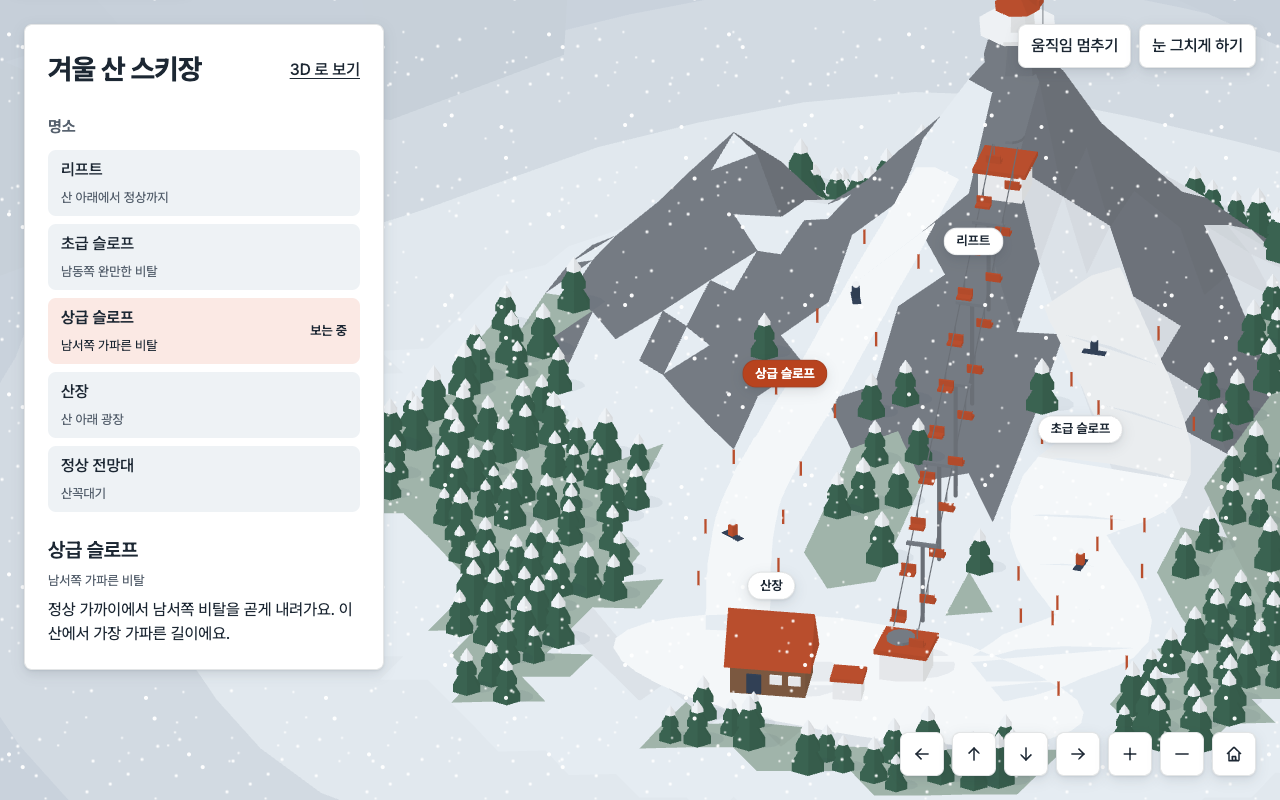 겨울 산 스키장
3D 로 보기
명소
리프트
산 아래에서 정상까지
초급 슬로프
남동쪽 완만한 비탈
상급 슬로프
남서쪽 가파른 비탈
보는 중
산장
산 아래 광장
정상 전망대
산꼭대기
상급 슬로프
남서쪽 가파른 비탈
정상 가까이에서 남서쪽 비탈을 곧게 내려가요. 이
산에서 가장 가파른 길이에요.
움직임 멈추기
눈 그치게 하기
리프트
상급 슬로프
초급 슬로프
산장